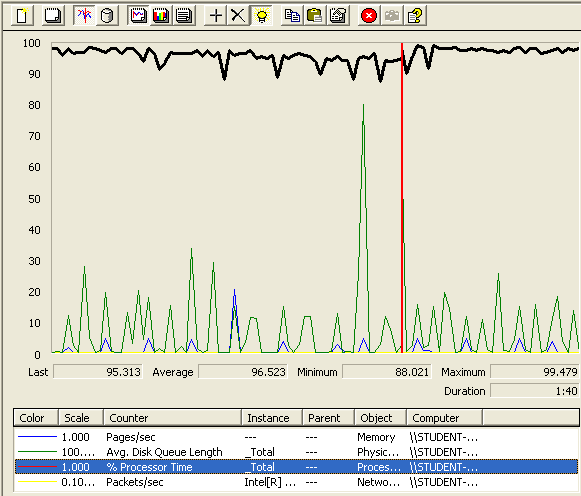 100
90
80
70
60
50
40
30
20
10
0
Last 95.313 Average 96.523 Minimum 88.021 Maximum 99.479
Duration 1:40
Color Scale Counter Instance Parent Object Computer
1.000 Pages/sec --- --- Memory \\STUDENT-...
100.... Avg. Disk Queue Length _Total --- Physic... \\STUDENT-...
1.000 % Processor Time _Total --- Proces... \\STUDENT-...
0.10... Packets/sec Intel[R] ... --- Netwo... \\STUDENT-...